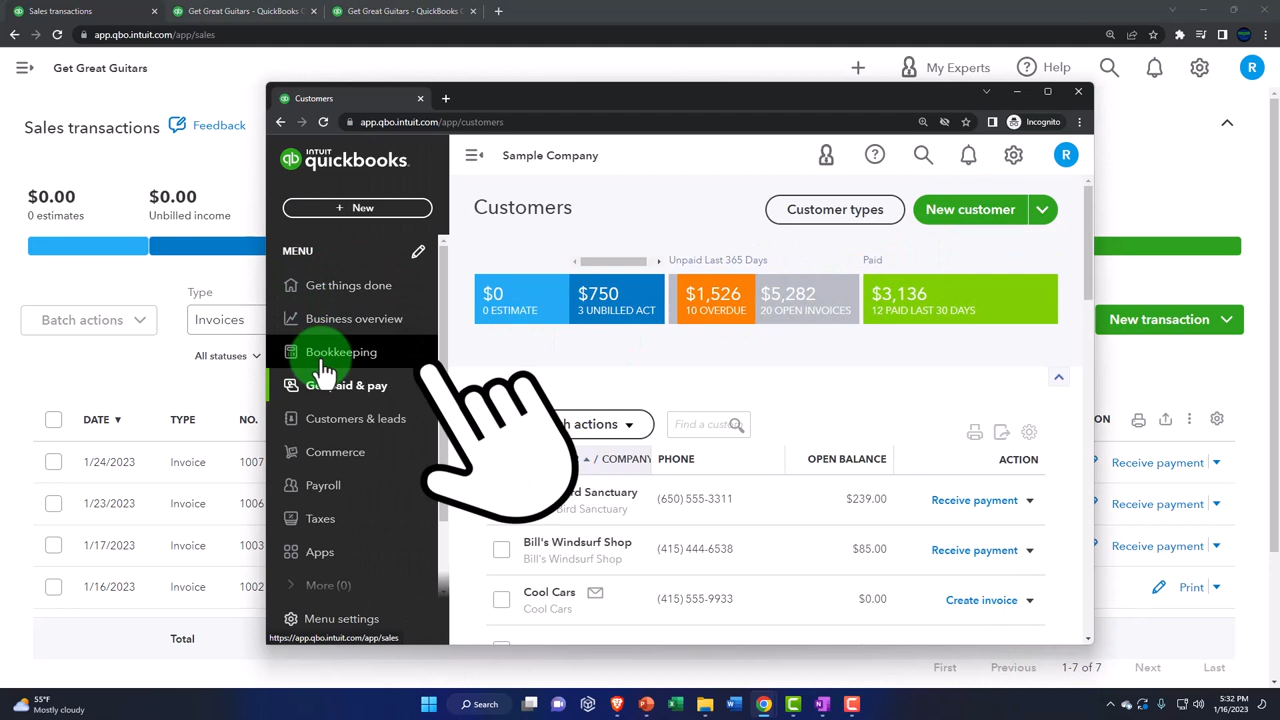 Sales transactions
Get Great Guitars - QuickBooks C
Get Great Guitars - QuickBooks C
app.qbo.intuit.com/app/sales
Get Great Guitars
My Experts
Help
R
Sales transactions
Feedback
$0.00
0 estimates
$0.00
Unbilled income
Batch actions
Type
Invoices
All statuses
New transaction
DATE
TYPE
NO.
1/24/2023
Invoice
1007
Receive payment
1/23/2023
Invoice
1006
Receive payment
1/17/2023
Invoice
1003
Receive payment
1/16/2023
Invoice
1002
Print
Total
First
Previous
1-7 of 7
Next
Last
Customers
app.qbo.intuit.com/app/customers
Incognito
INTUIT
quickbooks.
+ New
MENU
Get things done
Business overview
Bookkeeping
Customers & leads
Commerce
Payroll
Taxes
Apps
More (0)
Menu settings
https://app.qbo.intuit.com/app/sales
Sample Company
R
Customers
Customer types
New customer
Unpaid Last 365 Days
Paid
$0
0 ESTIMATE
$750
3 UNBILLED ACT
$1,526
10 OVERDUE
$5,282
20 OPEN INVOICES
$3,136
12 PAID LAST 30 DAYS
actions
/ COMPANY
PHONE
OPEN BALANCE
ACTION
Sanctuary
Bird Sanctuary
(650) 555-3311
$239.00
Receive payment
Bill's Windsurf Shop
Bill's Windsurf Shop
(415) 444-6538
$85.00
Receive payment
Cool Cars
Cool Cars
(415) 555-9933
$0.00
Create invoice
55°F
Mostly cloudy
Search
5:32 PM
1/16/2023